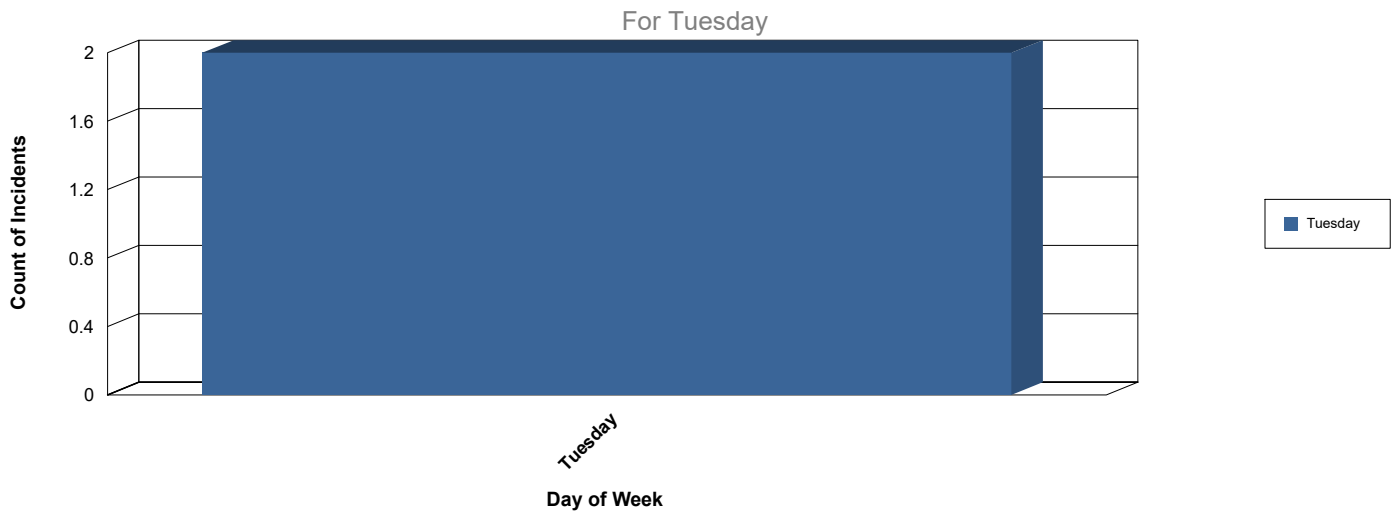 For Tuesday
2
1.6
1.2
0.8
0.4
0
Count of Incidents
Tuesday
Day of Week
Tuesday